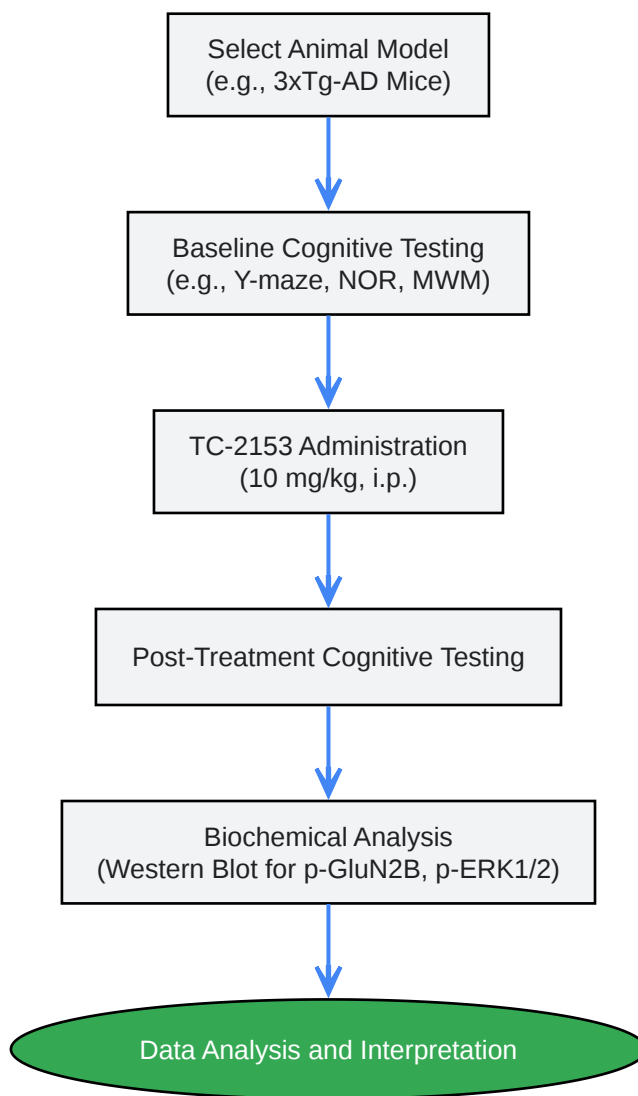 Select Animal Model
(e.g., 3xTg-AD Mice)
Baseline Cognitive Testing
(e.g., Y-maze, NOR, MWM)
TC-2153 Administration
(10 mg/kg, i.p.)
Post-Treatment Cognitive Testing
Biochemical Analysis
(Western Blot for p-GluN2B, p-ERK1/2)
Data Analysis and Interpretation